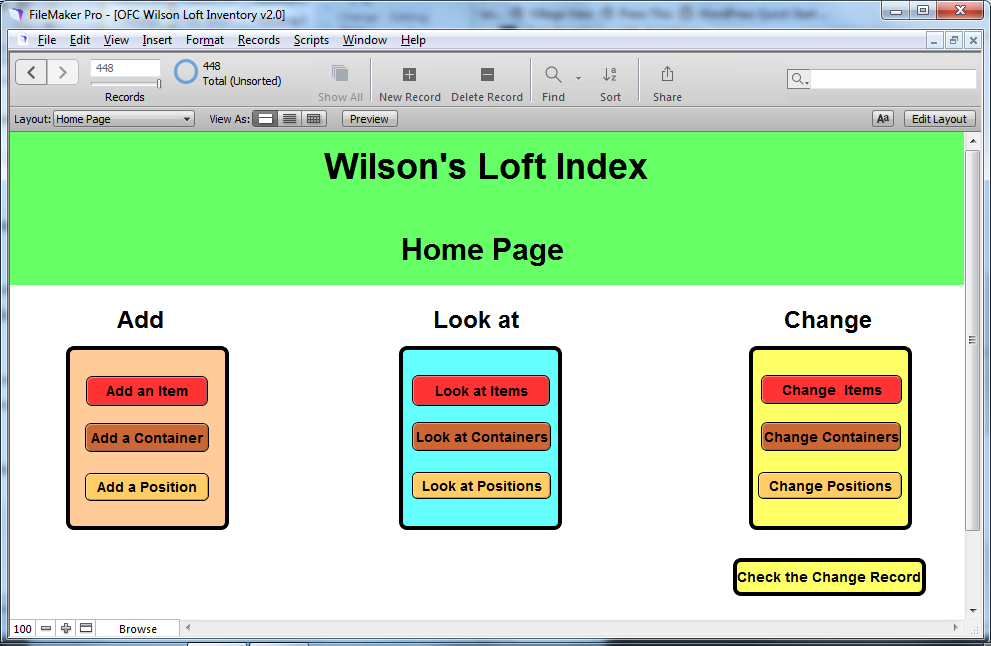 FileMaker Pro - [OFC Wilson Loft Inventory v2.0]
File Edit View Insert Format Records Scripts Window Help
448
448
Total (Unsorted)
Records
Show All New Record Delete Record Find Sort Share
Layout: Home Page View As: Preview Aa Edit Layout
Wilson's Loft Index
Home Page
Add Look at Change
Add an Item Look at Items Change Items
Add a Container Look at Containers Change Containers
Add a Position Look at Positions Change Positions
Check the Change Record
100 Browse